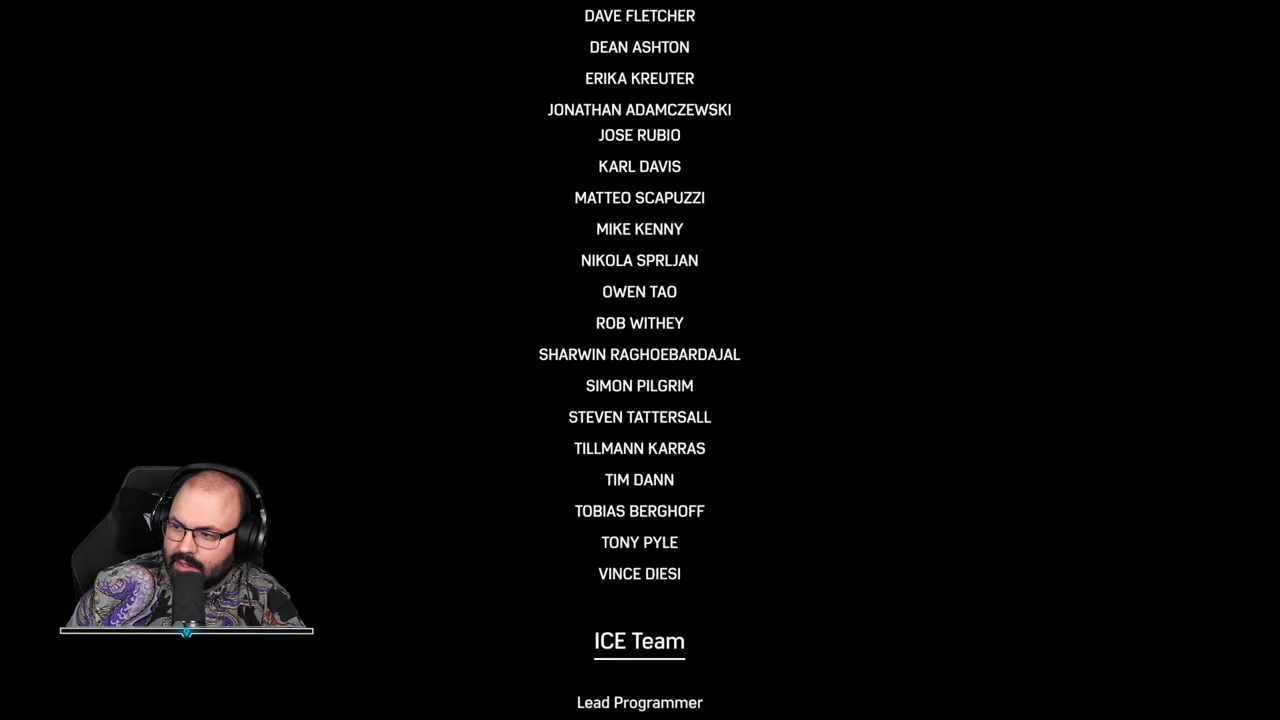 DAVE FLETCHER
DEAN ASHTON
ERIKA KREUTER
JONATHAN ADAMCZEWSKI
JOSE RUBIO
KARL DAVIS
MATTEO SCAPUZZI
MIKE KENNY
NIKOLA SPRLJAN
OWEN TAO
ROB WITHEY
SHARWIN RAGHOEBARDAJAL
SIMON PILGRIM
STEVEN TATTERSALL
TILLMANN KARRAS
TIM DANN
TOBIAS BERGHOFF
TONY PYLE
VINCE DIESI
ICE Team
Lead Programmer